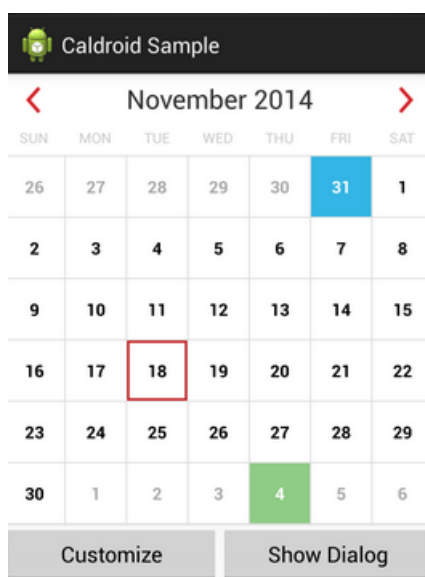 Caldroid Sample
November 2014
SUN MON TUE WED THU FRI SAT
26 27 28 29 30 31 1
2 3 4 5 6 7 8
9 10 11 12 13 14 15
16 17 18 19 20 21 22
23 24 25 26 27 28 29
30 1 2 3 4 5 6
Customize Show Dialog